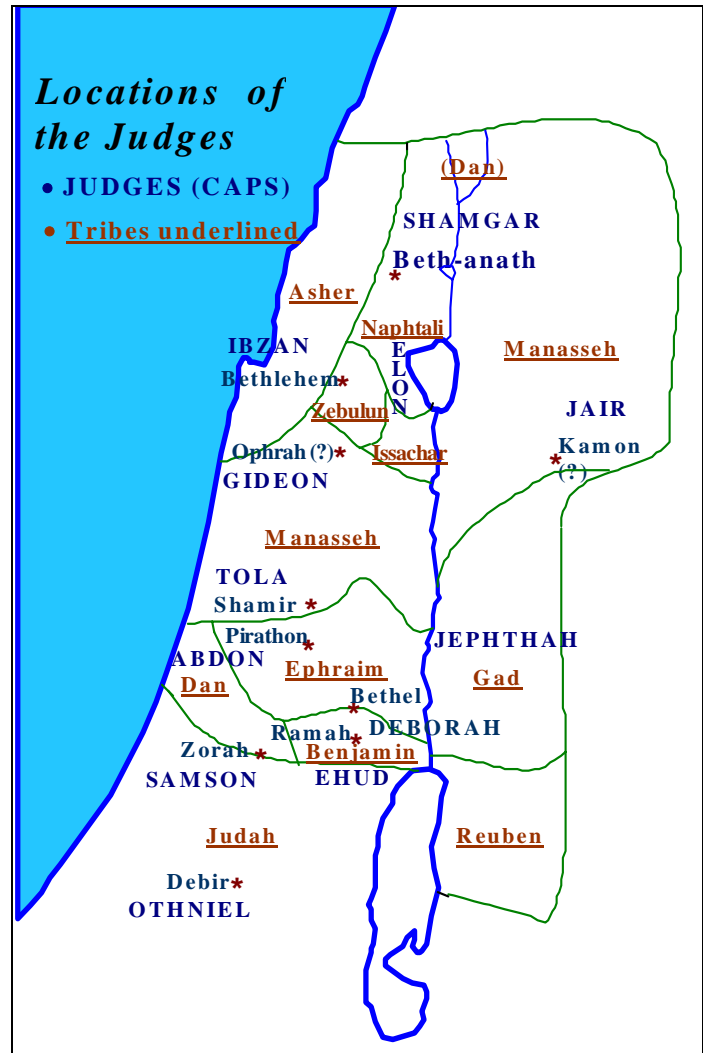 Locations of
the Judges
• JUDGES (CAPS)
• Tribes underlined
(Dan)
SHAMGAR
Beth-anath
*
Asher
Naphtali
IBZAN
ELON
Manasseh
Bethlehem*
Zebulun
JAIR
Ophrah (?)*
Issachar
*Kamon
(?)
GIDEON
Manasseh
TOLA
Shamir *
Pirathon*
JEPHTHAH
ABDON
Ephraim
Gad
Dan
Bethel
*
Ramah*
DEBORAH
Zorah *
Benjamin
SAMSON
EHUD
Judah
Reuben
Debir*
OTHNIEL